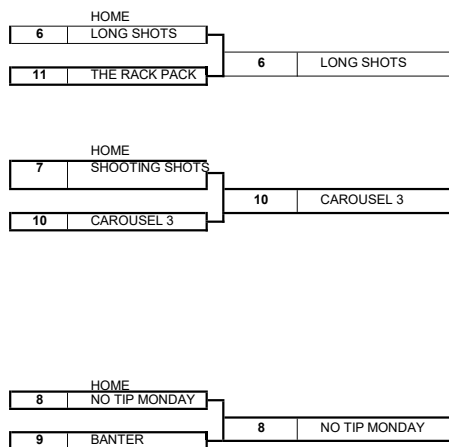 HOME
6 LONG SHOTS
6 LONG SHOTS
11 THE RACK PACK
HOME
7 SHOOTING SHOTS
10 CAROUSEL 3
10 CAROUSEL 3
HOME
8 NO TIP MONDAY
8 NO TIP MONDAY
9 BANTER